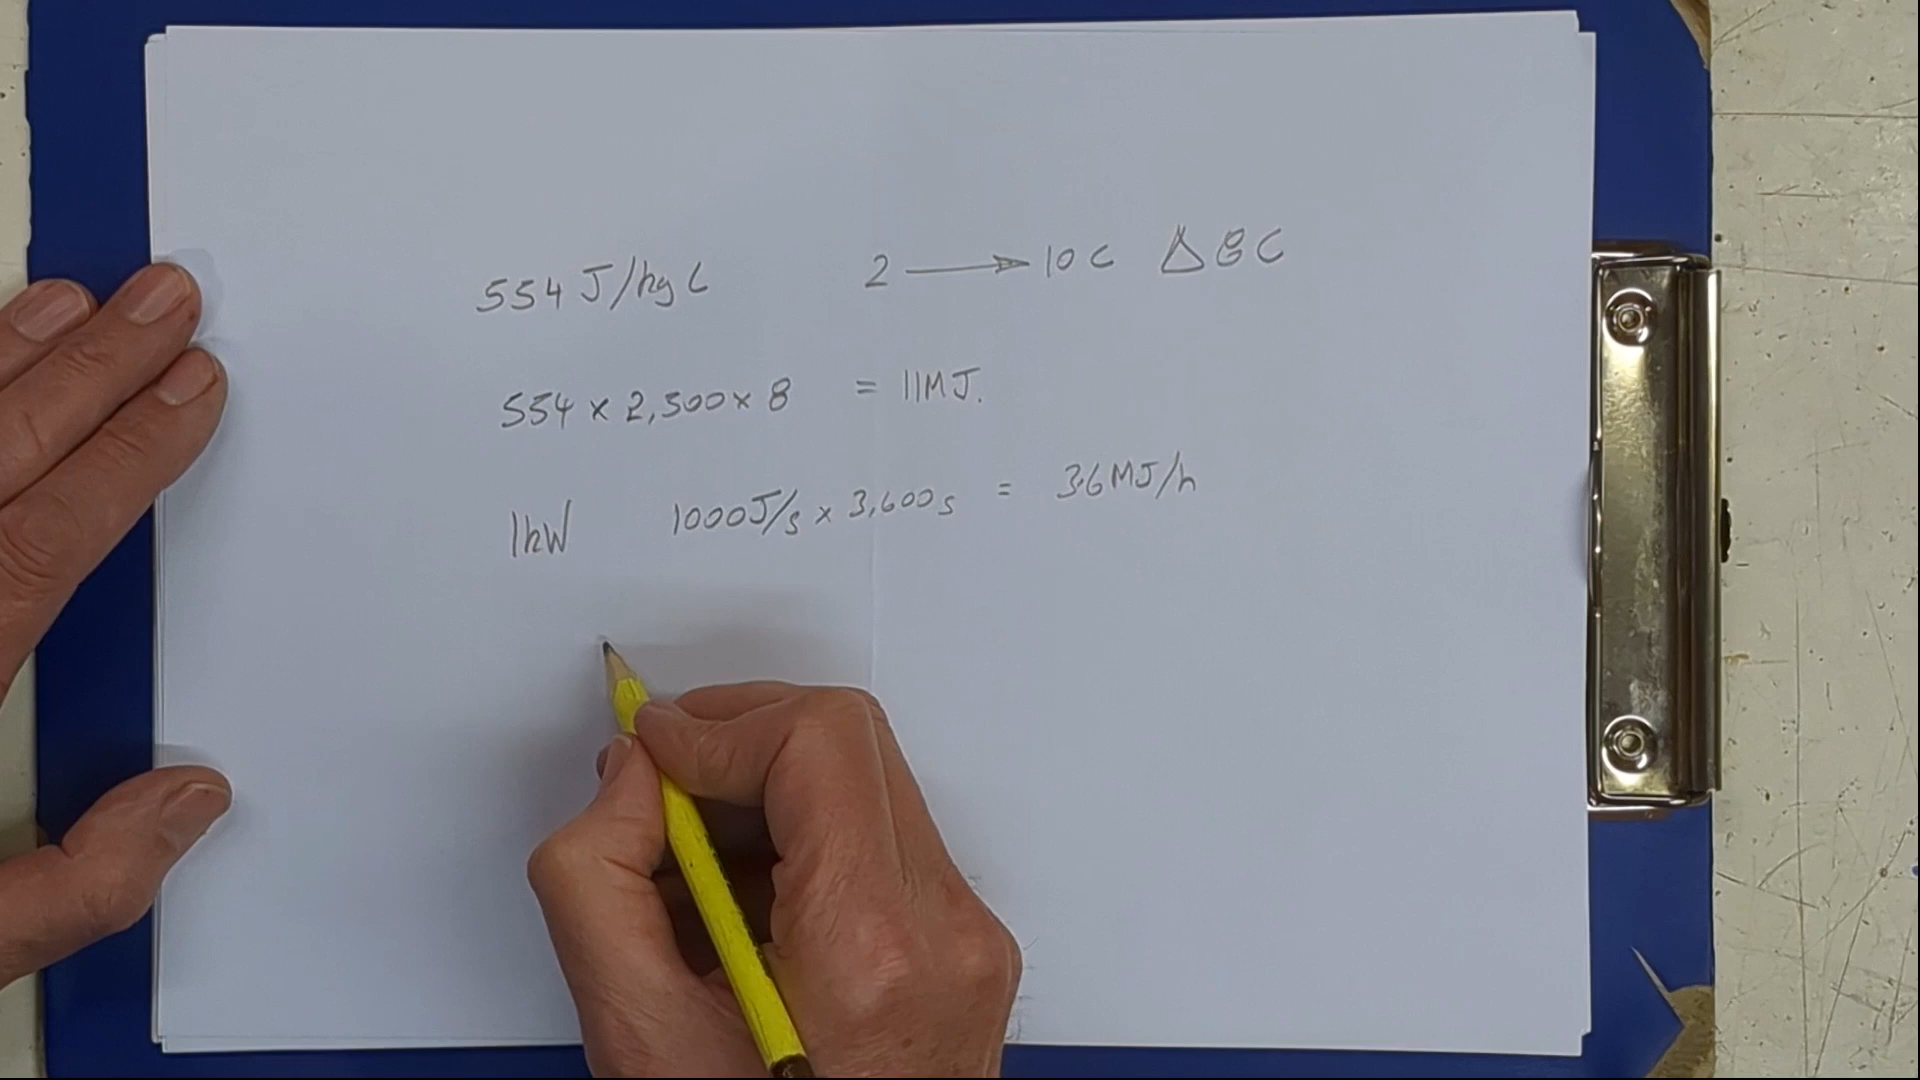 554 J/kg C 2 → 10 C Δ 8 C
554 x 2,500 x 8 = 11MJ.
1kW 1000J/s x 3,600s = 3.6MJ/h